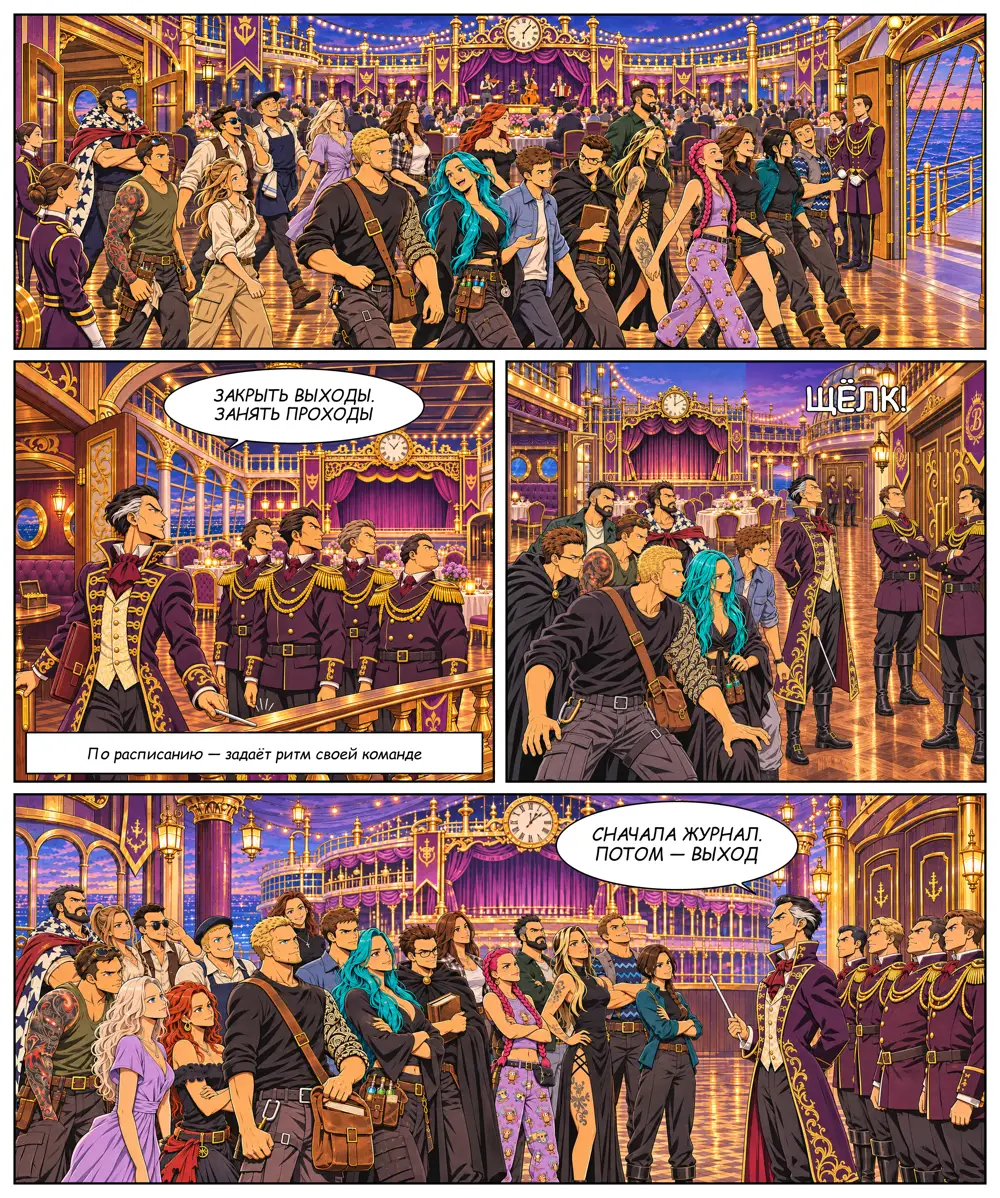 ЗАКРЫТЬ ВЫХОДЫ.
ЗАНЯТЬ ПРОХОДЫ
По расписанию — задаёт ритм своей команде
ЩЁЛК!
B
СНАЧАЛА ЖУРНАЛ.
ПОТОМ — ВЫХОД